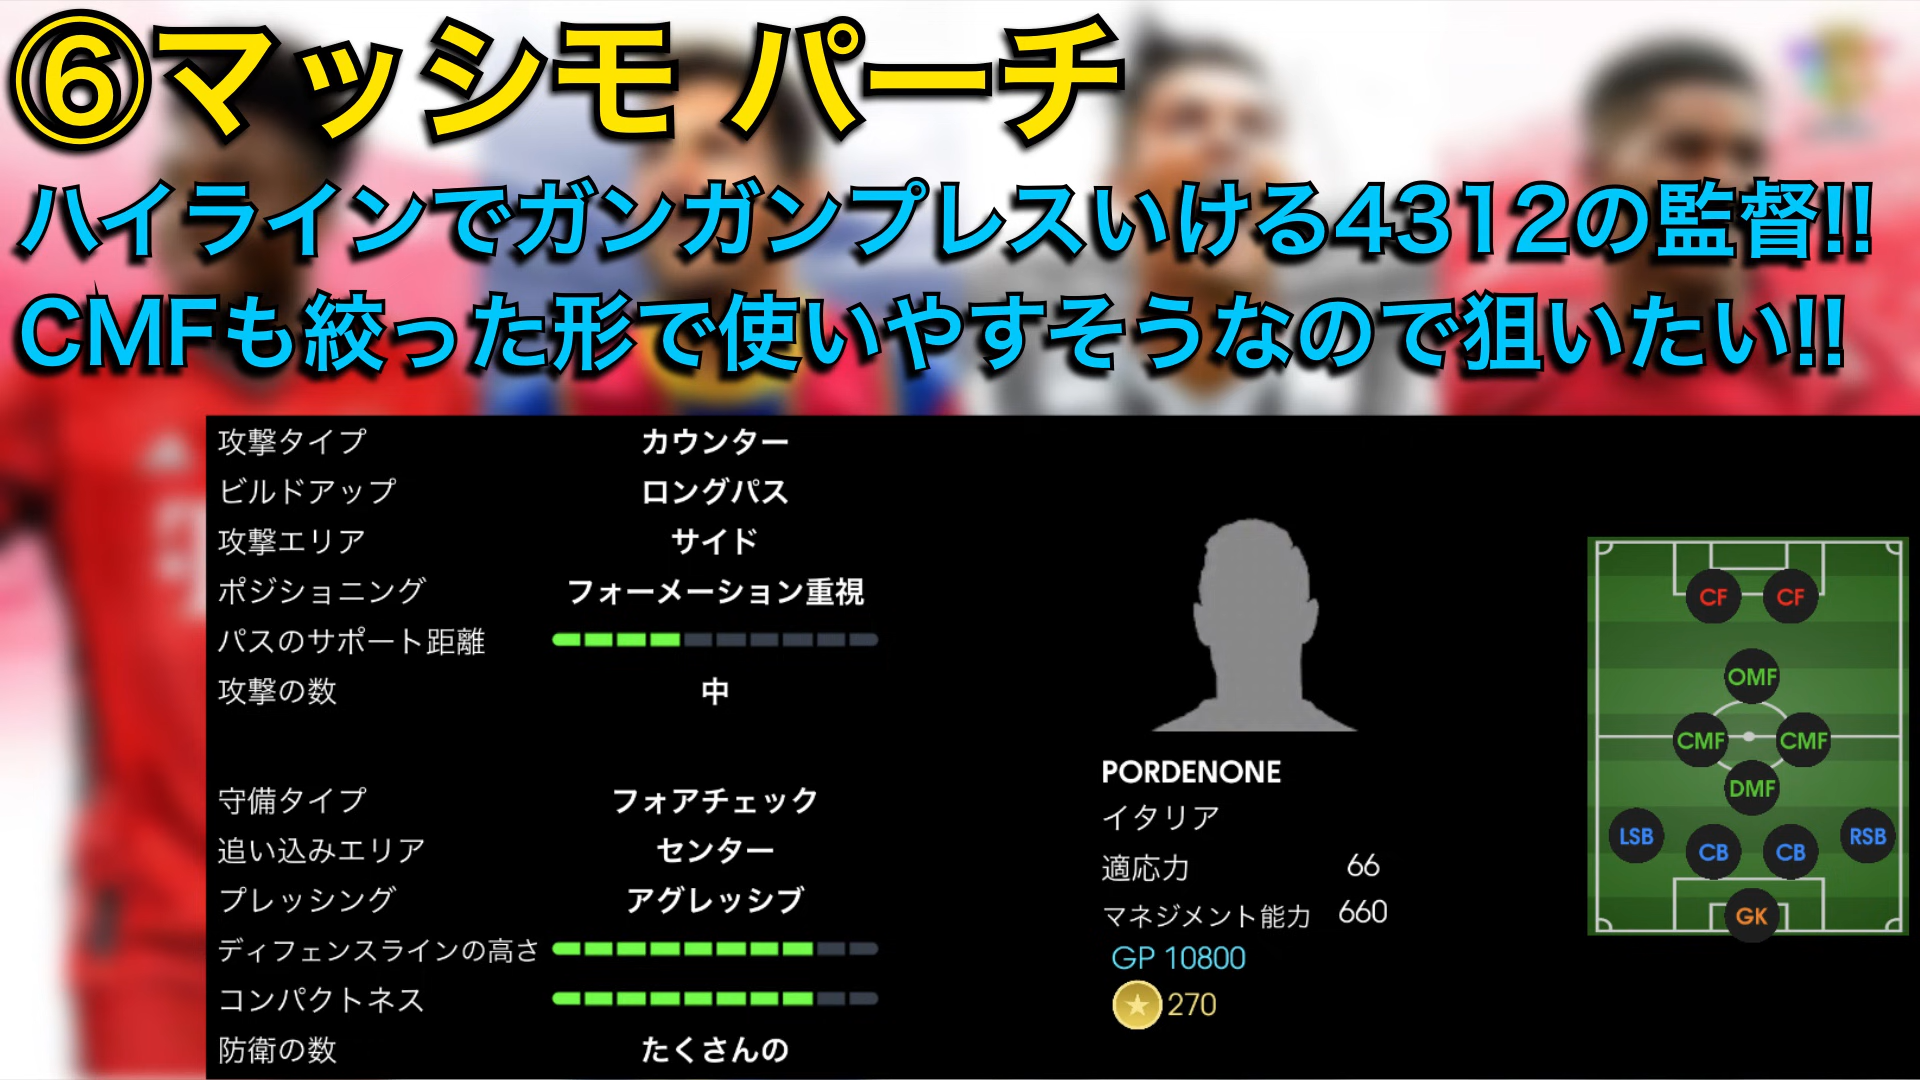 ⑥マッシモ パーチ
ハイラインでガンガンプレスいける4312の監督!!
CMFも絞った形で使いやすそうなので狙いたい!!
攻撃タイプ カウンター
ビルドアップ ロングパス
攻撃エリア サイド
ポジショニング フォーメーション重視
パスのサポート距離
攻撃の数 中
守備タイプ フォアチェック
追い込みエリア センター
プレッシング アグレッシブ
ディフェンスラインの高さ
コンパクトネス
防衛の数 たくさんの
PORDENONE
イタリア
適応力 66
マネジメント能力 660
GP 10800
270
CF CF
OMF
CMF CMF
DMF
LSB RSB
CB CB
GK